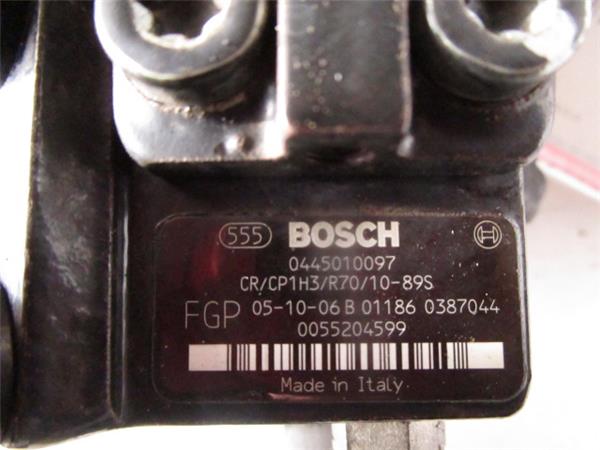 555 BOSCH
0445010097
CR/CP1H3/R70/10-89S
FGP 05-10-06 B 01186 0387044
0055204599
Made in Italy